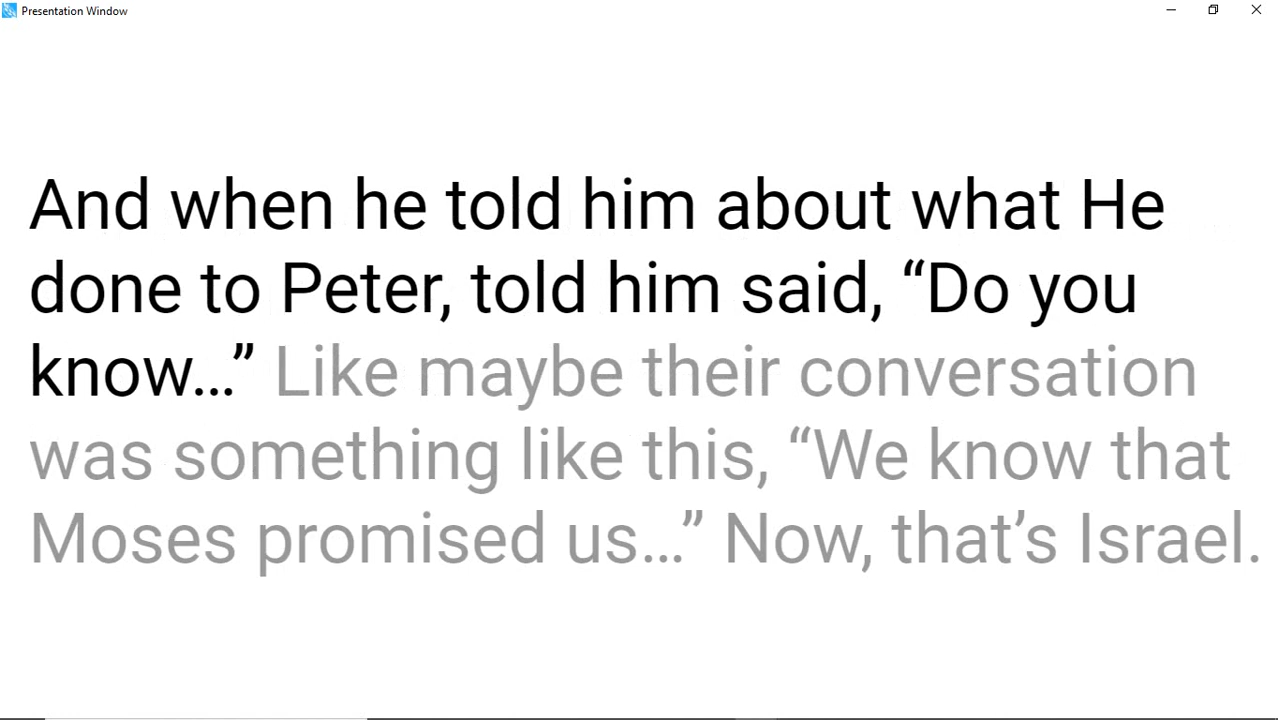 Presentation Window
And when he told him about what He
done to Peter, told him said, “Do you
know…” Like maybe their conversation
was something like this, “We know that
Moses promised us…” Now, that’s Israel.